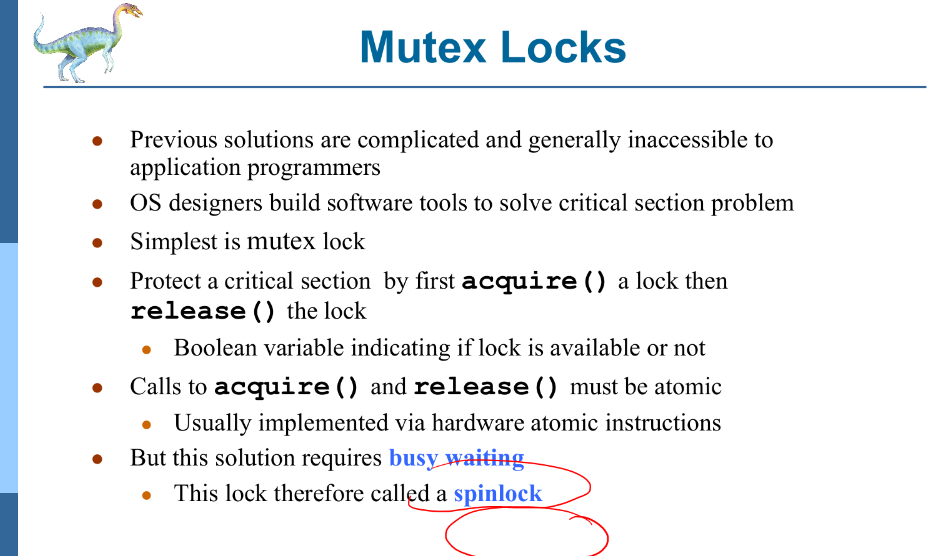 Mutex Locks
Previous solutions are complicated and generally inaccessible to
application programmers
OS designers build software tools to solve critical section problem
Simplest is mutex lock
Protect a critical section by first acquire() a lock then
release() the lock
Boolean variable indicating if lock is available or not
Calls to acquire() and release() must be atomic
Usually implemented via hardware atomic instructions
But this solution requires busy waiting
This lock therefore called a spinlock